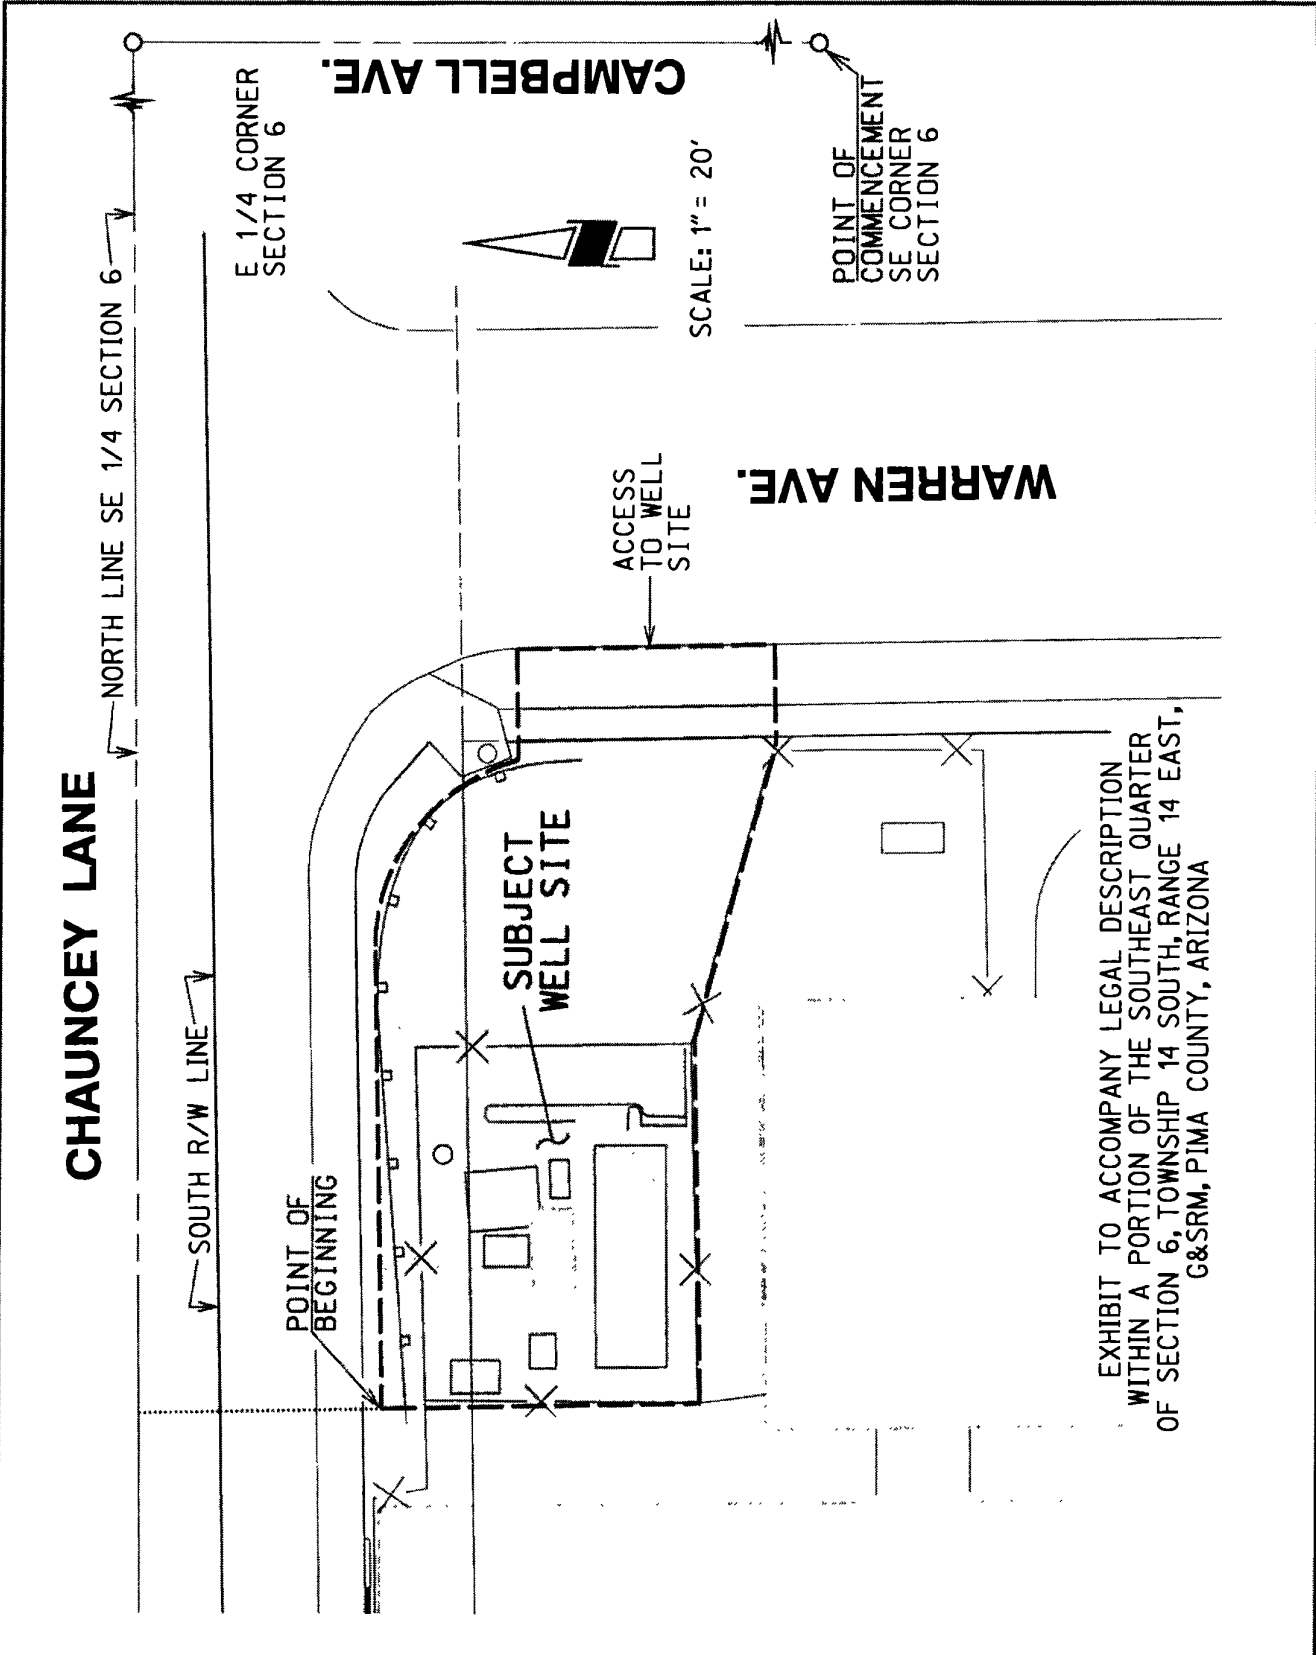 CHAUNCEY LANE
NORTH LINE SE 1/4 SECTION 6
SOUTH R/W LINE
E 1/4 CORNER
SECTION 6
CAMPBELL AVE.
SCALE: 1"= 20'
POINT OF
COMMENCEMENT
SE CORNER
SECTION 6
POINT OF
BEGINNING
SUBJECT
WELL SITE
ACCESS
TO WELL
SITE
WARREN AVE.
EXHIBIT TO ACCOMPANY LEGAL DESCRIPTION
WITHIN A PORTION OF THE SOUTHEAST QUARTER
OF SECTION 6, TOWNSHIP 14 SOUTH, RANGE 14 EAST,
G&SRM, PIMA COUNTY, ARIZONA